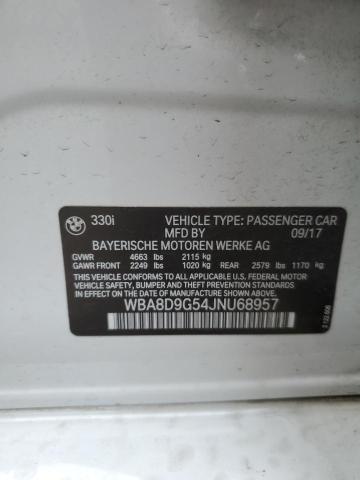 BMW
330i VEHICLE TYPE: PASSENGER CAR
MFD BY 09/17
BAYERISCHE MOTOREN WERKE AG
GVWR 4663 lbs 2115 kg
GAWR FRONT 2249 lbs 1020 kg REAR 2579 lbs 1170 kg
THIS VEHICLE CONFORMS TO ALL APPLICABLE U.S. FEDERAL MOTOR
VEHICLE SAFETY, BUMPER AND THEFT PREVENTION STANDARDS
IN EFFECT ON THE DATE OF MANUFACTURE SHOWN ABOVE.
WBA8D9G54JNU68957